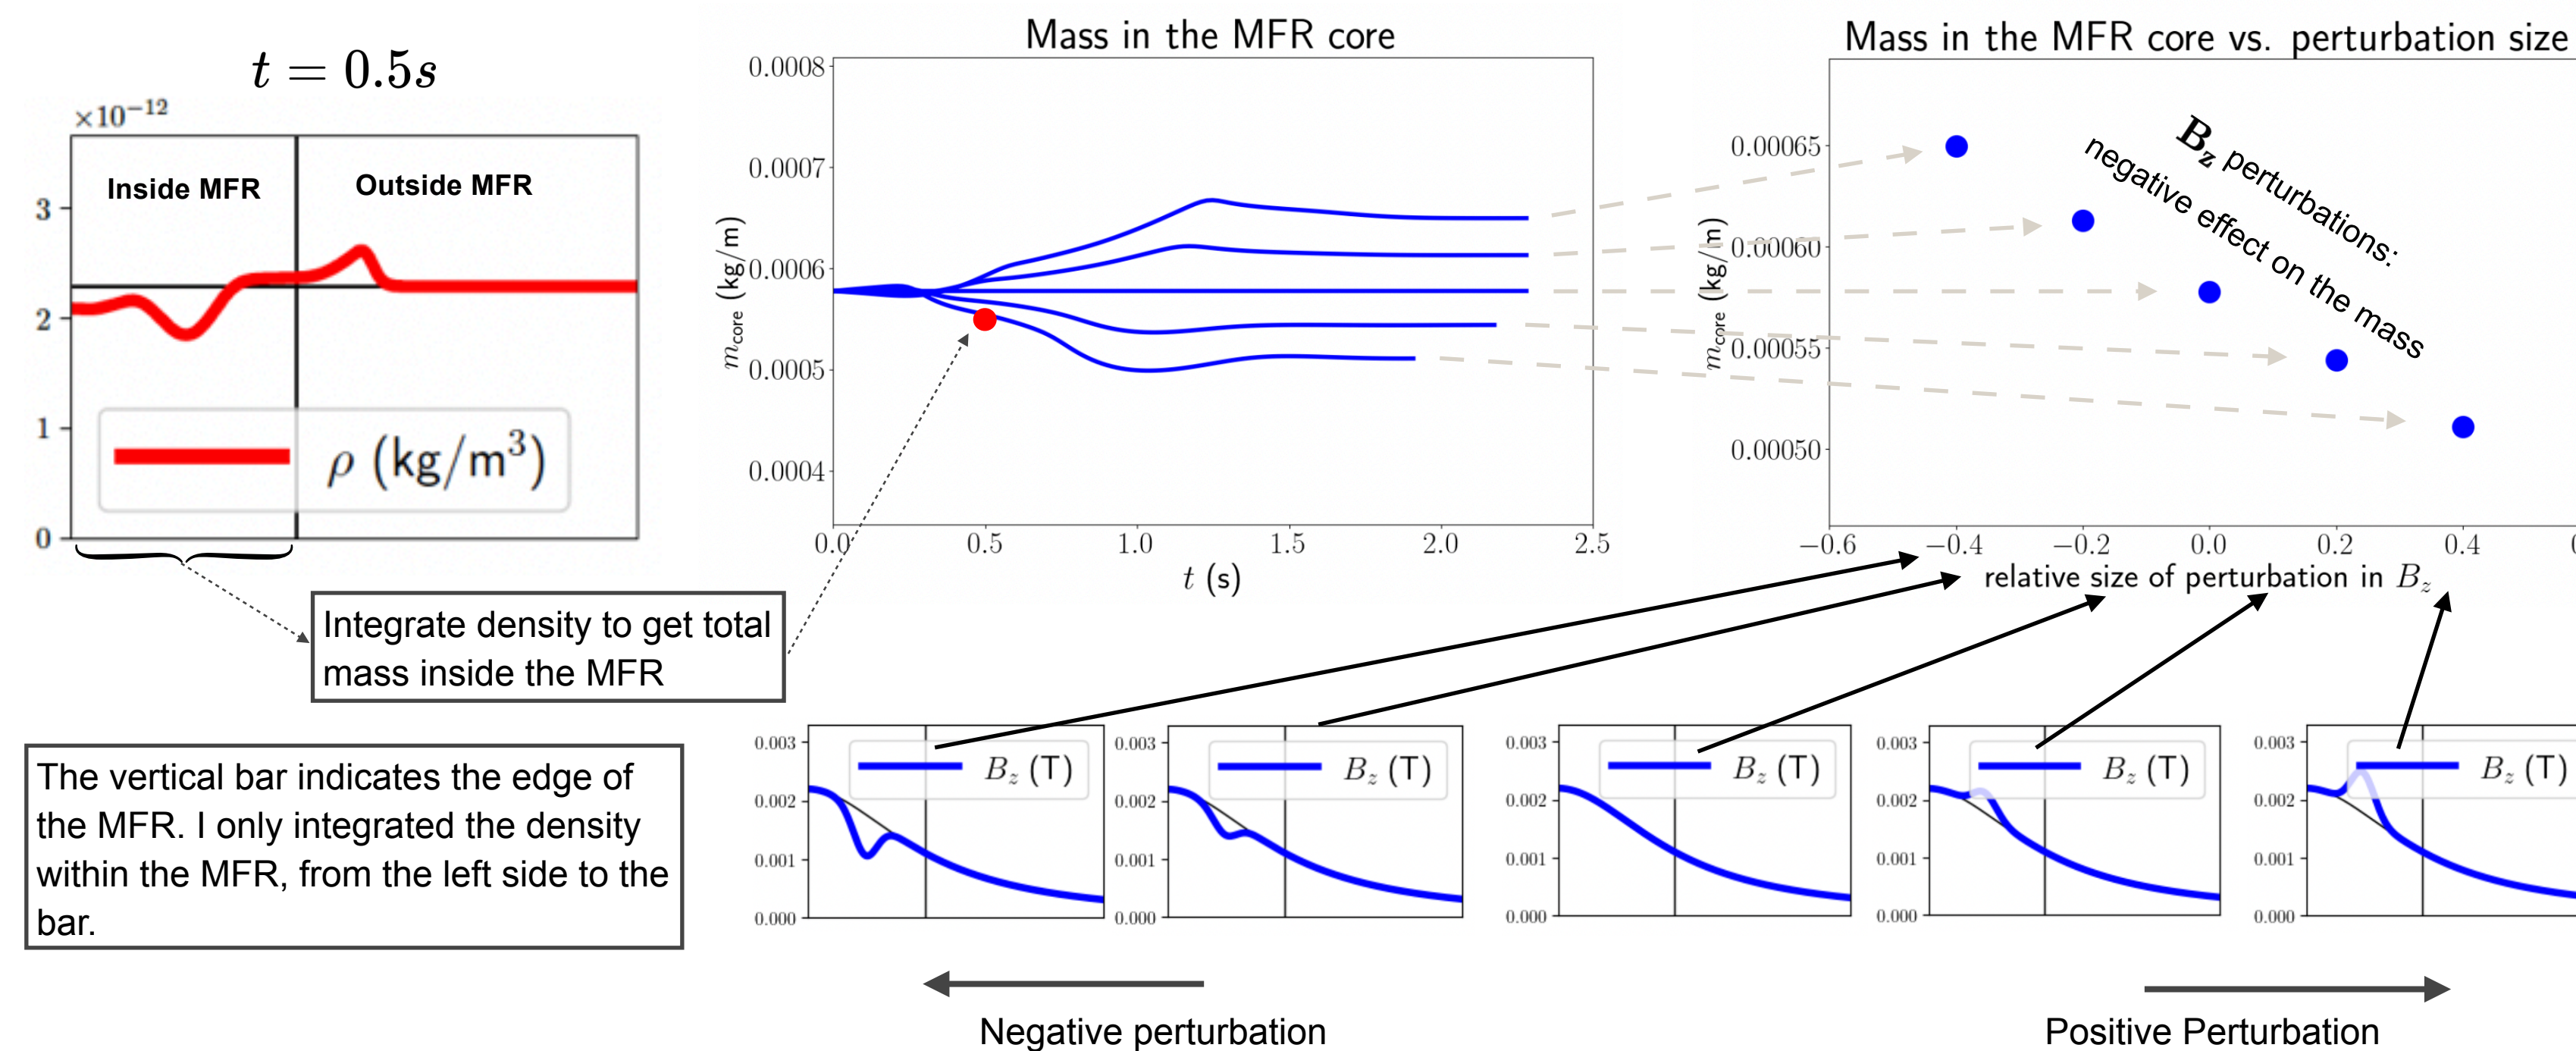 t = 0.5s
×10⁻¹²
Inside MFR
Outside MFR
3
2
1
0
ρ (kg/m³)
Integrate density to get total
mass inside the MFR
The vertical bar indicates the edge of
the MFR. I only integrated the density
within the MFR, from the left side to the
bar.
Mass in the MFR core
m_core (kg/m)
0.0008
0.0007
0.0006
0.0005
0.0004
0.0 0.5 1.0 1.5 2.0 2.5
t (s)
Mass in the MFR core vs. perturbation size
m_core (kg/m)
0.00065
0.00060
0.00055
0.00050
B_z perturbations:
negative effect on the mass
−0.6 −0.4 −0.2 0.0 0.2 0.4
relative size of perturbation in B_z
0.003
0.002
0.001
0.000
B_z (T)
0.003
0.002
0.001
0.000
B_z (T)
0.003
0.002
0.001
0.000
B_z (T)
0.003
0.002
0.001
0.000
B_z (T)
0.003
0.002
0.001
0.000
B_z (T)
Negative perturbation
Positive Perturbation